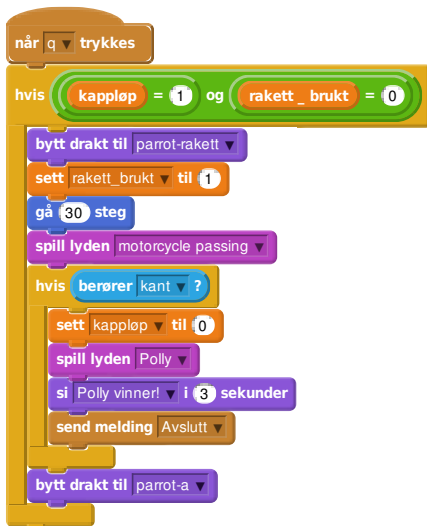 når q trykkes
hvis kappløp = 1 og rakett _ brukt = 0
bytt drakt til parrot-rakett
sett rakett_brukt til 1
gå 30 steg
spill lyden motorcycle passing
hvis berører kant ?
sett kappløp til 0
spill lyden Polly
si Polly vinner! i 3 sekunder
send melding Avslutt
bytt drakt til parrot-a